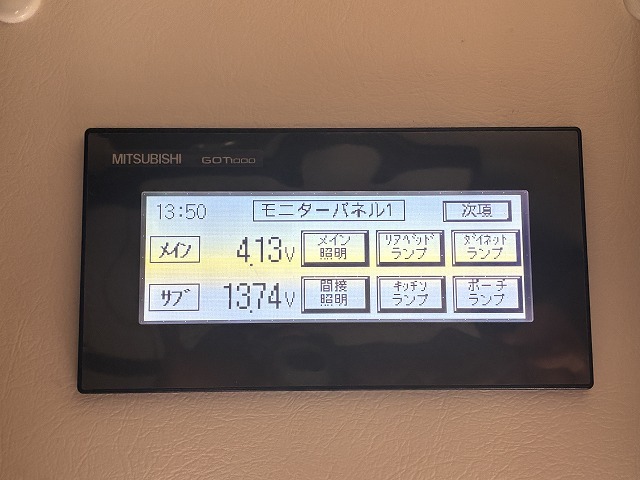 MITSUBISHI GOT1000
13:50 モニターパネル1 次項
メイン 4.13V メイン照明 リアベッドランプ ダイネットランプ
サブ 13.74V 間接照明 キッチンランプ ポーチランプ